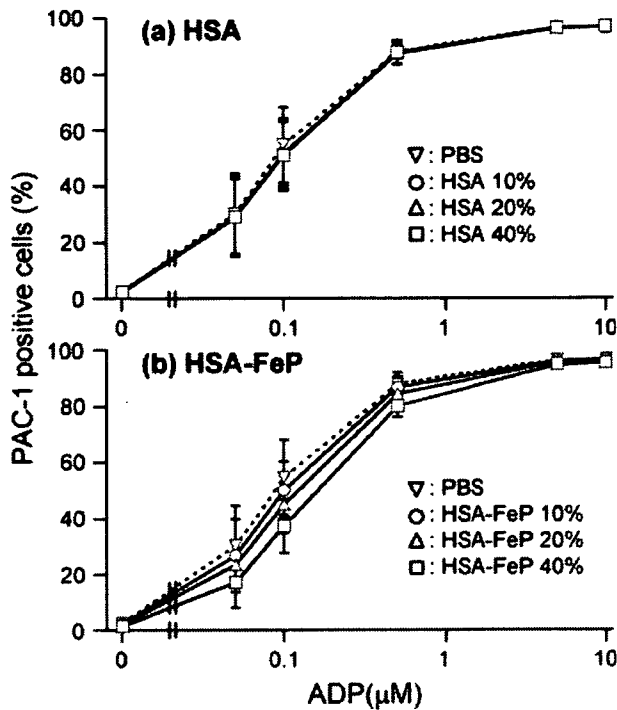 (a) HSA
100
80
60
40
20
0
▽: PBS
○: HSA 10%
△: HSA 20%
□: HSA 40%
0 0.1 1 10
PAC-1 positive cells (%)
(b) HSA-FeP
100
80
60
40
20
0
▽: PBS
○: HSA-FeP 10%
△: HSA-FeP 20%
□: HSA-FeP 40%
0 0.1 1 10
ADP(μM)